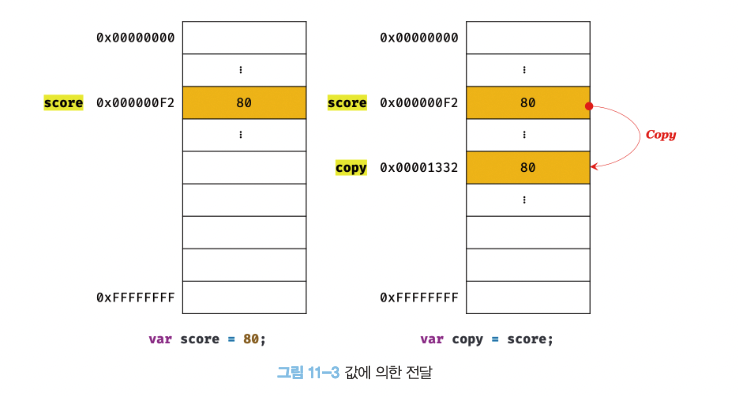 0x00000000 0x00000000
⋮ ⋮
score 0x000000F2 80 score 0x000000F2 80
⋮ ⋮ Copy
copy 0x00001332 80
⋮
0xFFFFFFFF 0xFFFFFFFF
var score = 80; var copy = score;
그림 11-3 값에 의한 전달